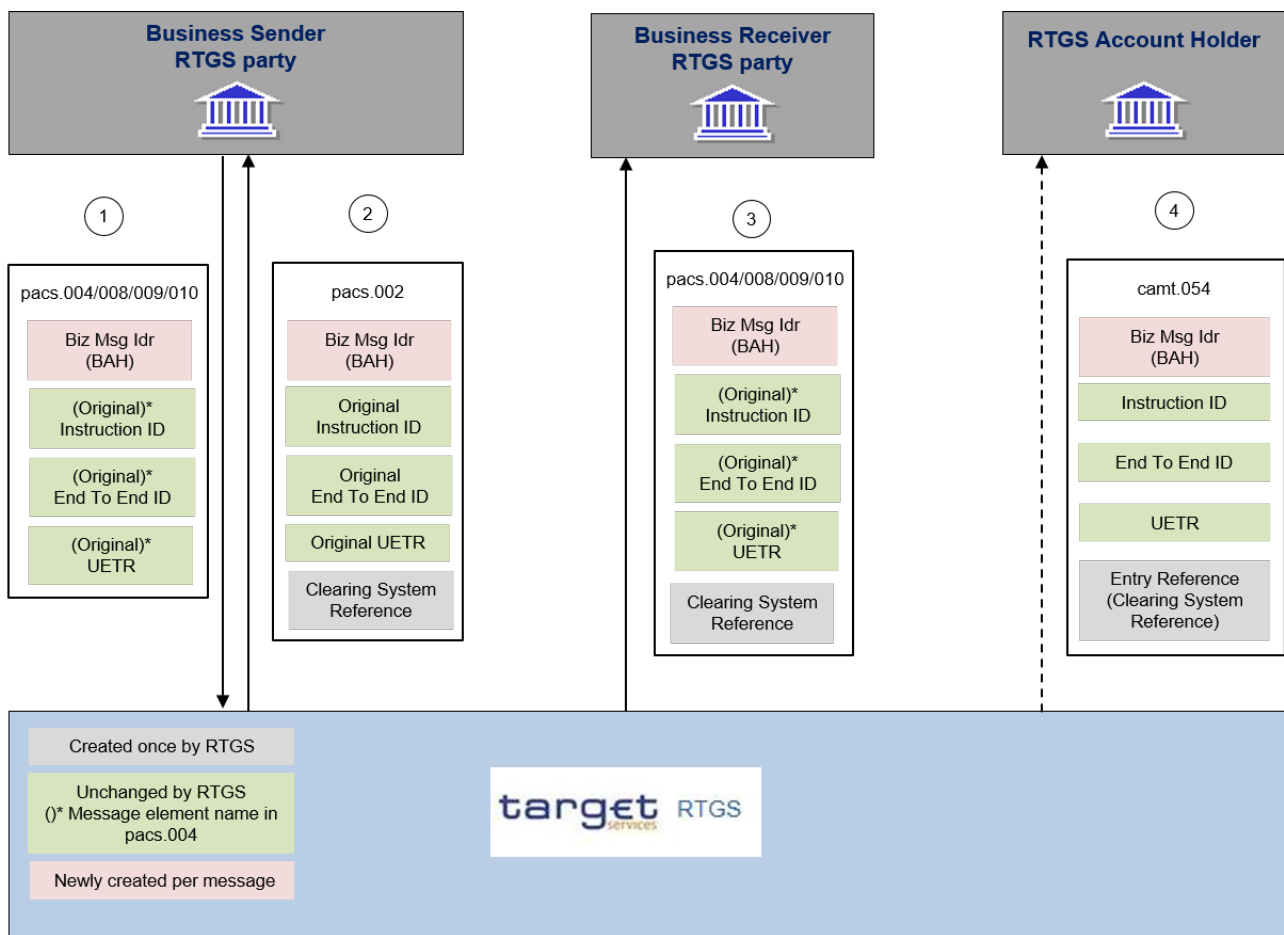 Business Sender
RTGS party
Business Receiver
RTGS party
RTGS Account Holder
1
2
3
4
pacs.004/008/009/010
Biz Msg Idr
(BAH)
(Original)*
Instruction ID
(Original)*
End To End ID
(Original)*
UETR
pacs.002
Biz Msg Idr
(BAH)
Original
Instruction ID
Original
End To End ID
Original UETR
Clearing System
Reference
pacs.004/008/009/010
Biz Msg Idr
(BAH)
(Original)*
Instruction ID
(Original)*
End To End ID
(Original)*
UETR
Clearing System
Reference
camt.054
Biz Msg Idr
(BAH)
Instruction ID
End To End ID
UETR
Entry Reference
(Clearing System
Reference)
Created once by RTGS
Unchanged by RTGS
()* Message element name in
pacs.004
Newly created per message
target RTGS
services